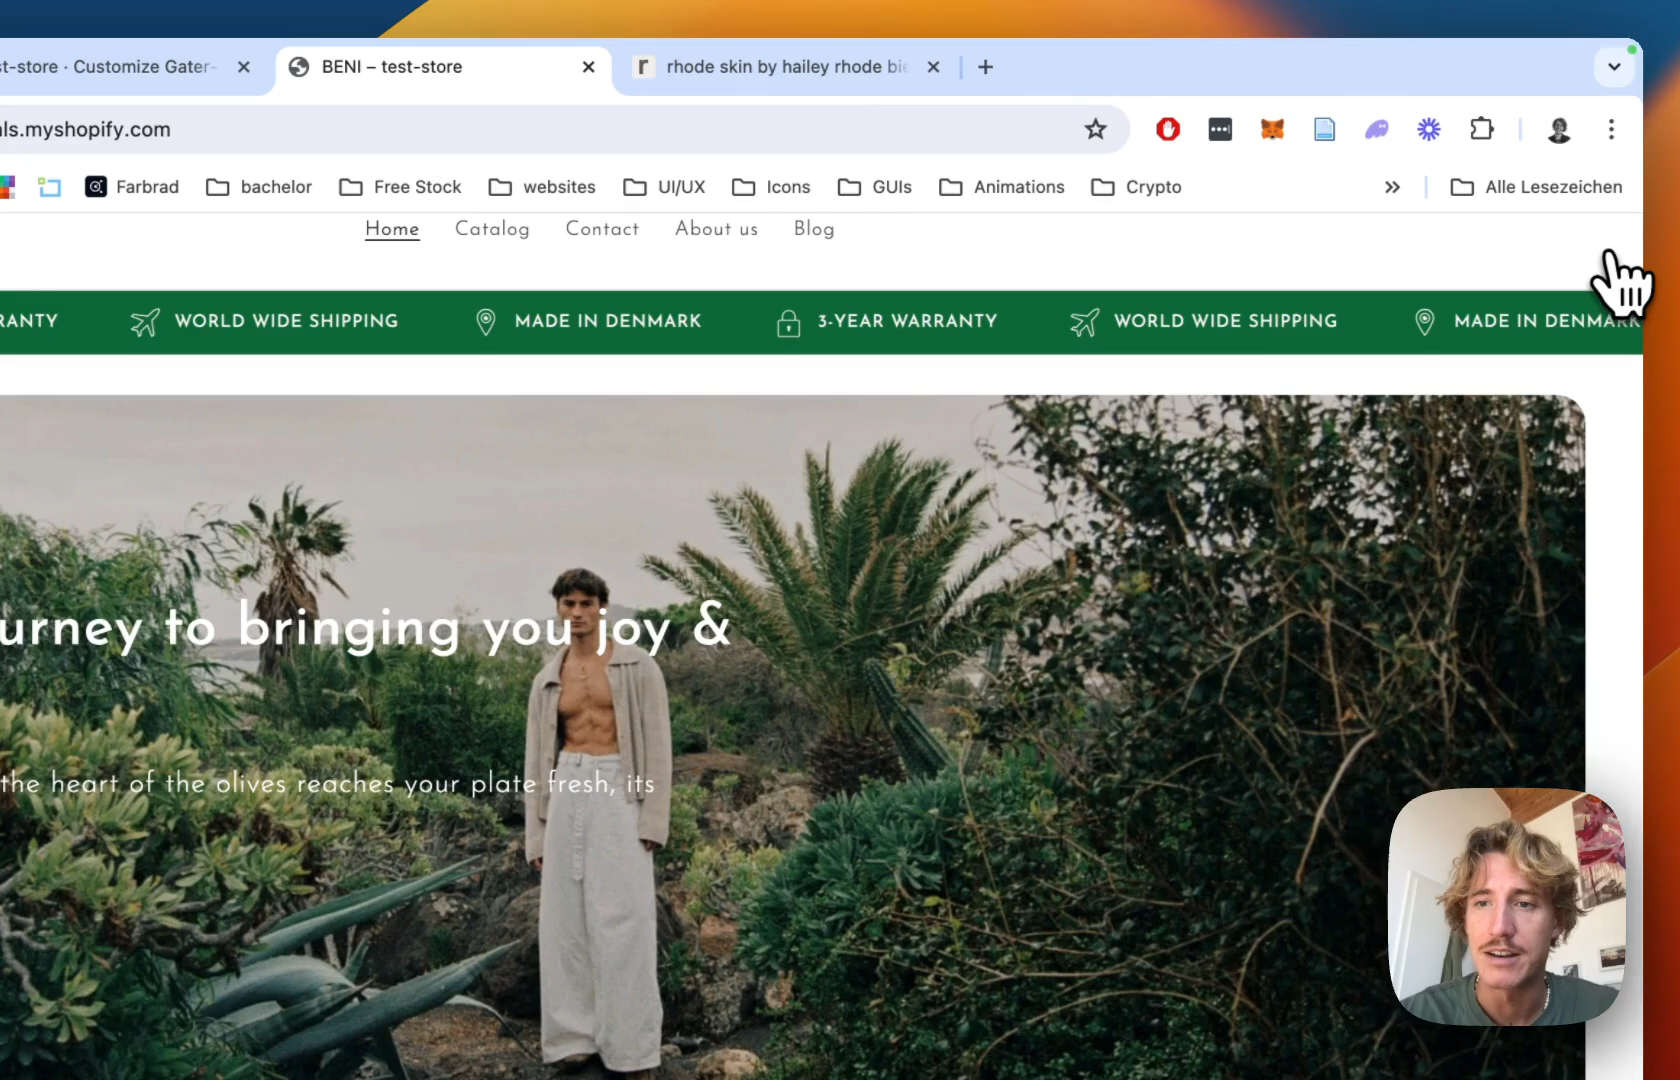 t-store · Customize Gater-
BENI – test-store
rhode skin by hailey rhode bie
ls.myshopify.com
Farbrad
bachelor
Free Stock
websites
UI/UX
Icons
GUIs
Animations
Crypto
Alle Lesezeichen
Home Catalog Contact About us Blog
RANTY WORLD WIDE SHIPPING MADE IN DENMARK 3-YEAR WARRANTY WORLD WIDE SHIPPING MADE IN DENMARK
urney to bringing you joy &
the heart of the olives reaches your plate fresh, its